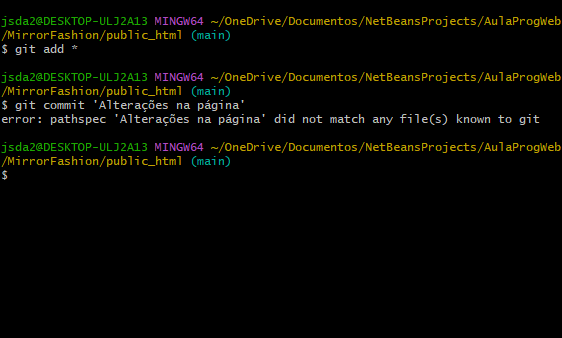 jsda2@DESKTOP-ULJ2A13 MINGW64 ~/OneDrive/Documentos/NetBeansProjects/AulaProgWeb
/MirrorFashion/public_html (main)
$ git add *
jsda2@DESKTOP-ULJ2A13 MINGW64 ~/OneDrive/Documentos/NetBeansProjects/AulaProgWeb
/MirrorFashion/public_html (main)
$ git commit 'Alterações na página'
error: pathspec 'Alterações na página' did not match any file(s) known to git
jsda2@DESKTOP-ULJ2A13 MINGW64 ~/OneDrive/Documentos/NetBeansProjects/AulaProgWeb
/MirrorFashion/public_html (main)
$